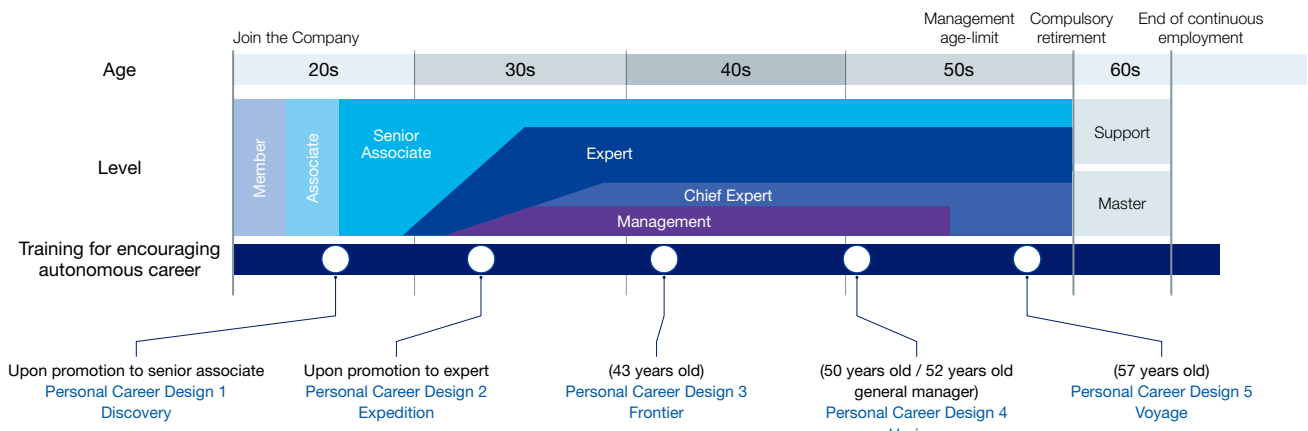 Join the Company
Management
age-limit
Compulsory
retirement
End of continuous
employment
Age
20s
30s
40s
50s
60s
Level
Member
Associate
Senior
Associate
Expert
Chief Expert
Management
Support
Master
Training for encouraging
autonomous career
Upon promotion to senior associate
Personal Career Design 1
Discovery
Upon promotion to expert
Personal Career Design 2
Expedition
(43 years old)
Personal Career Design 3
Frontier
(50 years old / 52 years old
general manager)
Personal Career Design 4
(57 years old)
Personal Career Design 5
Voyage